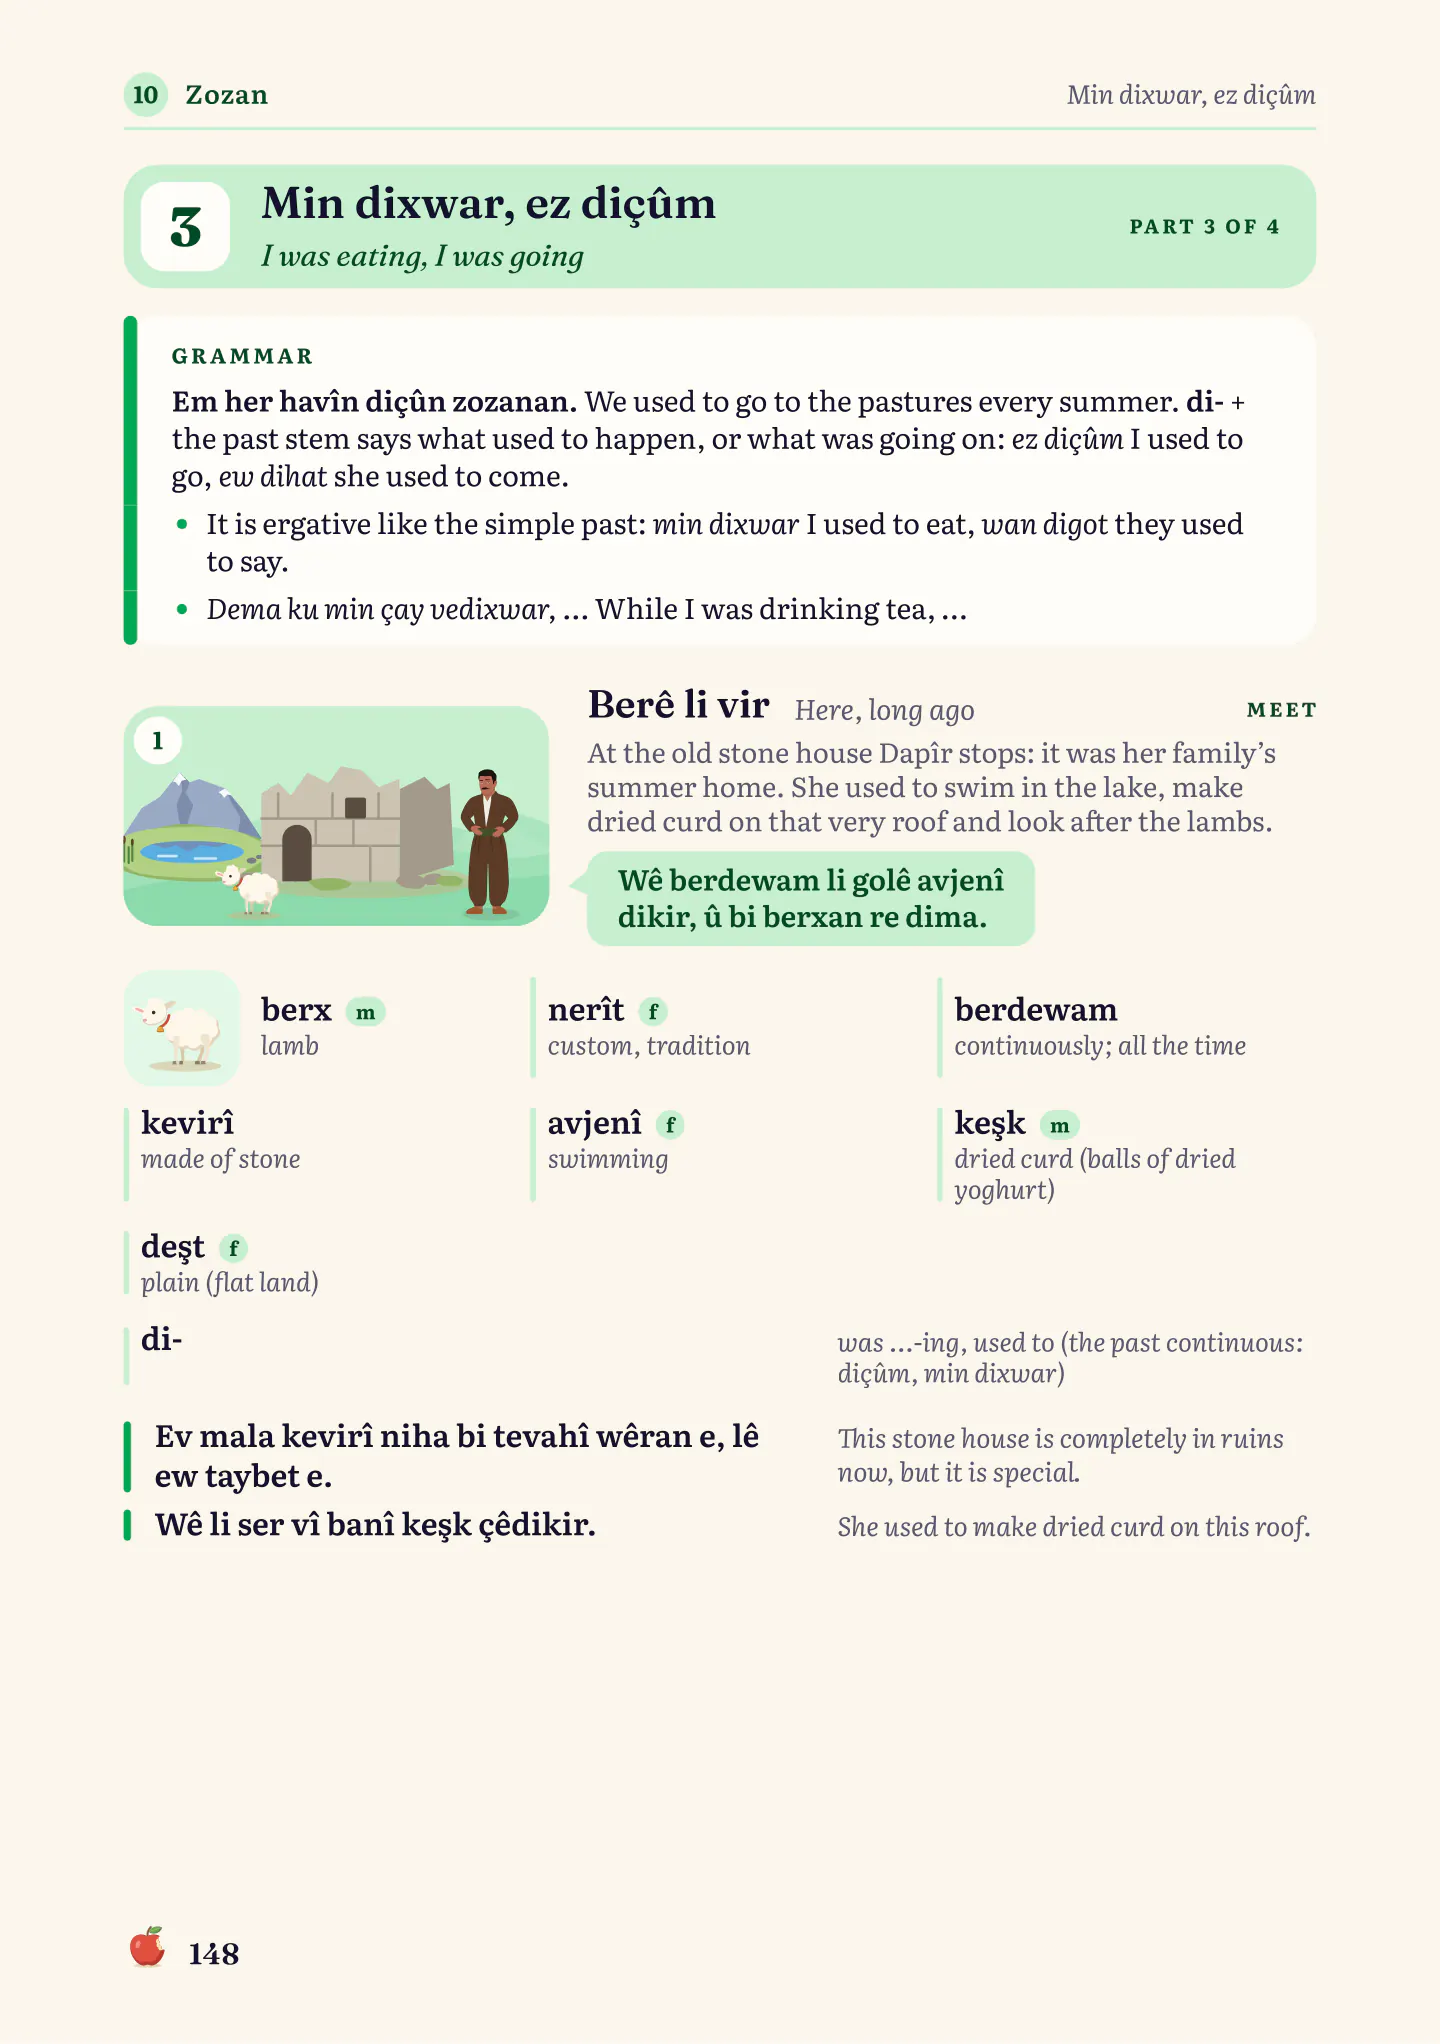 10 Zozan
Min dixwar, ez diçûm
3
Min dixwar, ez diçûm
I was eating, I was going
PART 3 OF 4
GRAMMAR
Em her havîn diçûn zozanan. We used to go to the pastures every summer. di- +
the past stem says what used to happen, or what was going on: ez diçûm I used to
go, ew dihat she used to come.
• It is ergative like the simple past: min dixwar I used to eat, wan digot they used
to say.
• Dema ku min çay vedixwar, … While I was drinking tea, …
1
Berê li vir Here, long ago
MEET
At the old stone house Dapîr stops: it was her family’s
summer home. She used to swim in the lake, make
dried curd on that very roof and look after the lambs.
Wê berdewam li golê avjenî
dikir, û bi berxan re dima.
berx m
lamb
nerît f
custom, tradition
berdewam
continuously; all the time
kevirî
made of stone
avjenî f
swimming
keşk m
dried curd (balls of dried
yoghurt)
deşt f
plain (flat land)
di-
was …-ing, used to (the past continuous:
diçûm, min dixwar)
Ev mala kevirî niha bi tevahî wêran e, lê
ew taybet e.
This stone house is completely in ruins
now, but it is special.
Wê li ser vî banî keşk çêdikir.
She used to make dried curd on this roof.
148